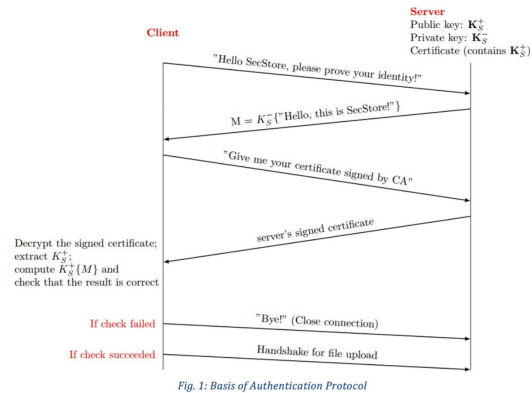 Server
Public key: K_S^+
Private key: K_S^-
Certificate (contains K_S^+)
Client
"Hello SecStore, please prove your identity!"
M = K_S^-{"Hello, this is SecStore!"}
"Give me your certificate signed by CA"
server's signed certificate
Decrypt the signed certificate;
extract K_S^+;
compute K_S^+{M} and
check that the result is correct
If check failed
"Bye!" (Close connection)
If check succeeded
Handshake for file upload
Fig. 1: Basis of Authentication Protocol